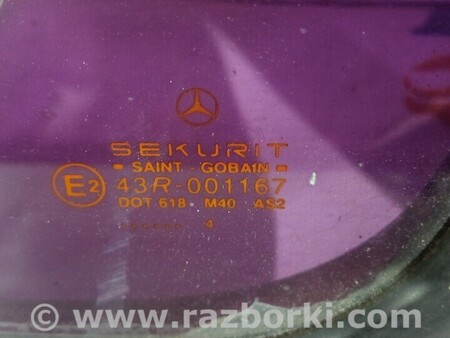 SEKURIT
SAINT - GOBAIN
E2 43R-001167
DOT 618 M40 AS2
4
© www.razborki.com